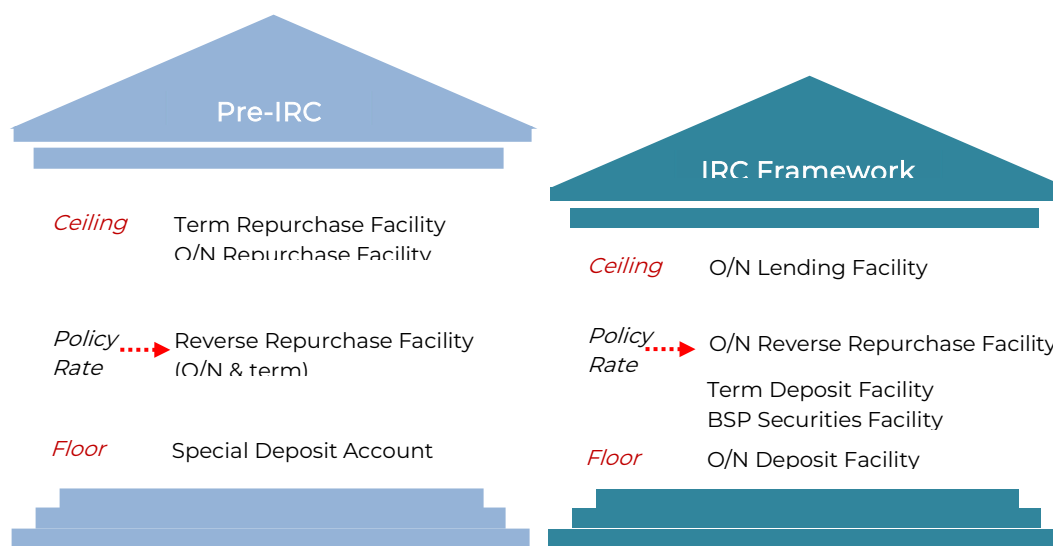 Pre-IRC
Ceiling
Term Repurchase Facility
O/N Repurchase Facility
Policy
Rate
Reverse Repurchase Facility
(O/N & term)
Floor
Special Deposit Account
IRC Framework
Ceiling
O/N Lending Facility
Policy
Rate
O/N Reverse Repurchase Facility
Term Deposit Facility
BSP Securities Facility
Floor
O/N Deposit Facility